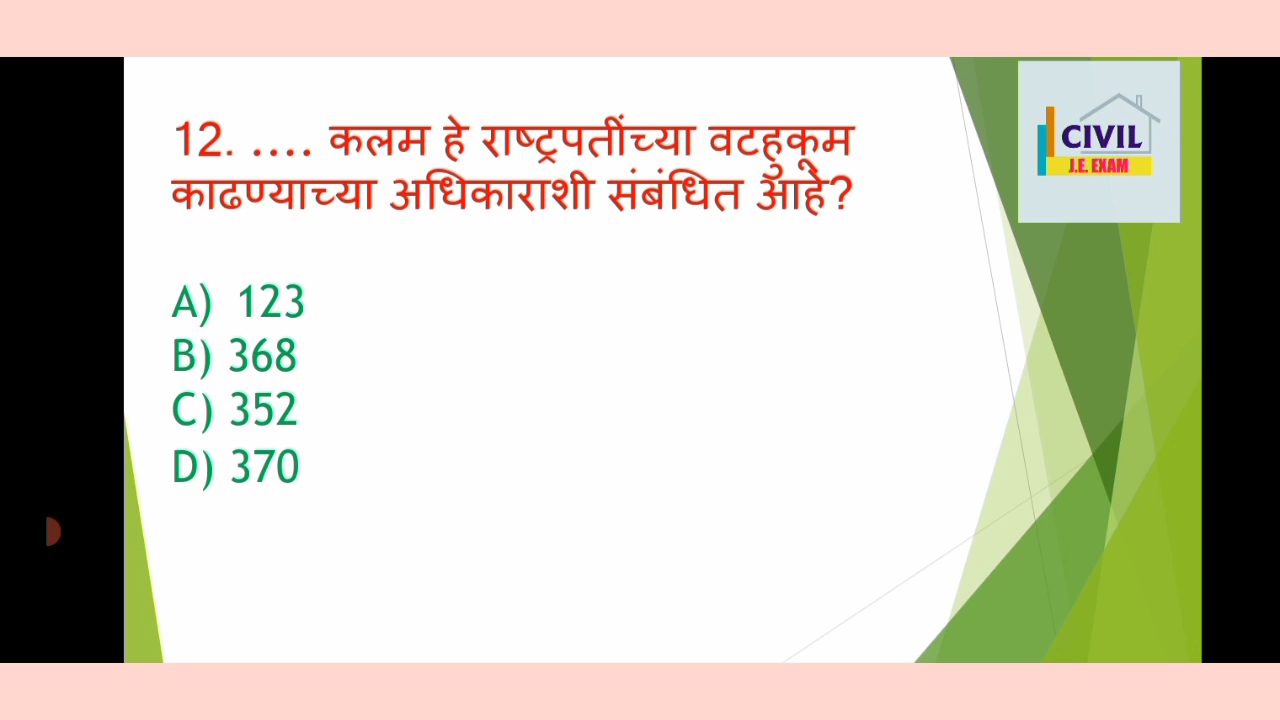 12. .... कलम हे राष्ट्रपतींच्या वटहुकूम
काढण्याच्या अधिकाराशी संबंधित आहे?
A) 123
B) 368
C) 352
D) 370
CIVIL
J.E. EXAM